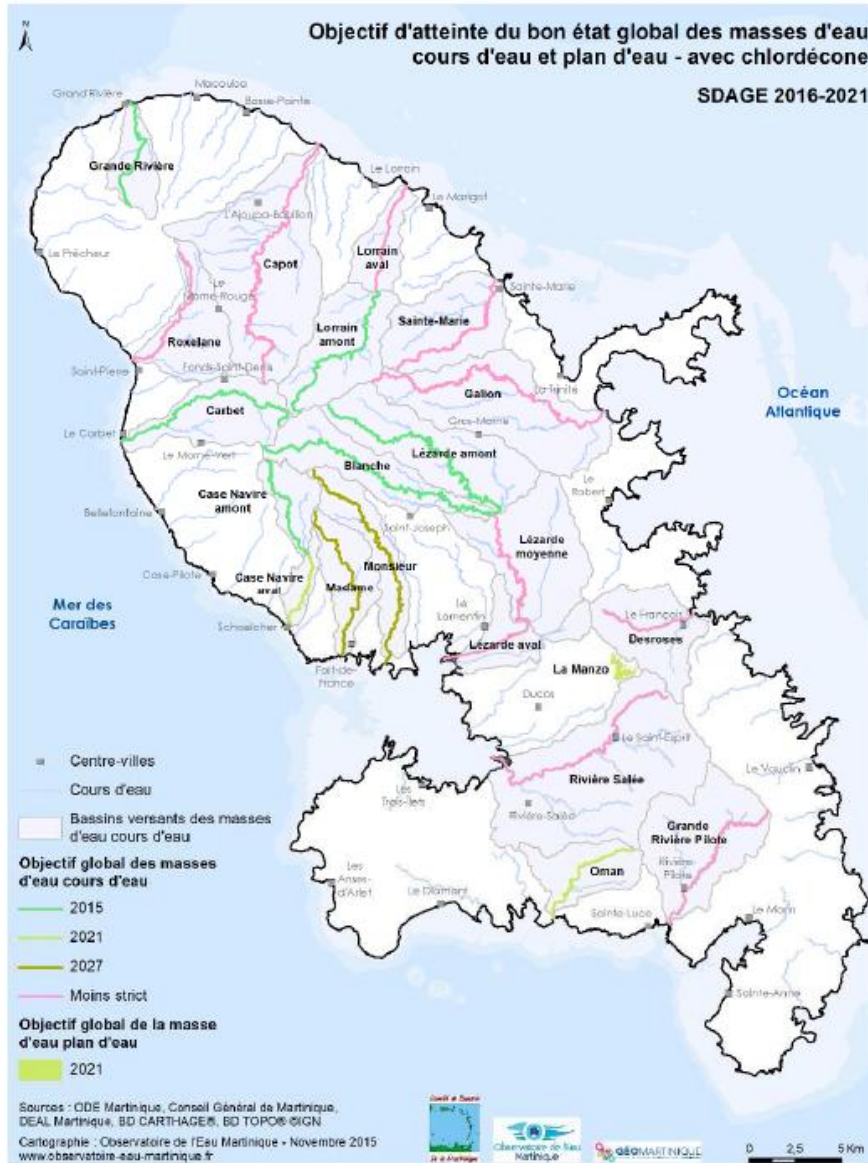 N
Objectif d'atteinte du bon état global des masses d'eau
cours d'eau et plan d'eau - avec chlordécone
SDAGE 2016-2021
Grand'Rivière
Macouba
Basse-Pointe
Grande Rivière
Le Lorrain
Le Marigot
L'Ajoupa-Bouillon
Le Prêcheur
Capot
Lorrain
aval
Sainte-Marie
Le
Morne-Rouge
Lorrain
amont
Sainte-Marie
Roxelane
Saint-Pierre
Fonds-Saint-Denis
La Trinité
Galion
Océan
Atlantique
Carbet
Le Carbet
Gros-Morne
Le Morne-Vert
Lézarde amont
Blanche
Le
Robert
Case Navire
amont
Bellefontaine
Saint-Joseph
Lézarde
moyenne
Case-Pilote
Monsieur
Case Navire
aval
Madame
Mer des
Caraïbes
Le
Lamentin
Le François
Schoelcher
Desroses
Lézarde aval
Fort-de-
France
La Manzo
Ducos
Le Saint-Esprit
Centre-villes
Le Vauclin
Rivière Salée
Cours d'eau
Les
Trois-Ilets
Rivière-Salée
Bassins versants des masses
d'eau cours d'eau
Grande
Rivière Pilote
Objectif global des masses
d'eau cours d'eau
Oman
Rivière-
Pilote
Les
Anses-
d'Arlet
Le Diamant
2015
Sainte-Luce
Le Marin
2021
2027
Moins strict
Sainte-Anne
Objectif global de la masse
d'eau plan d'eau
2021
Sources : ODE Martinique, Conseil Général de Martinique,
DEAL Martinique, BD CARTHAGE®, BD TOPO® ©IGN
Cartographie : Observatoire de l'Eau Martinique - Novembre 2015
www.observatoire-eau-martinique.fr
Observatoire de l'Eau
Martinique
GÉOMARTINIQUE
0 2,5 5 Km